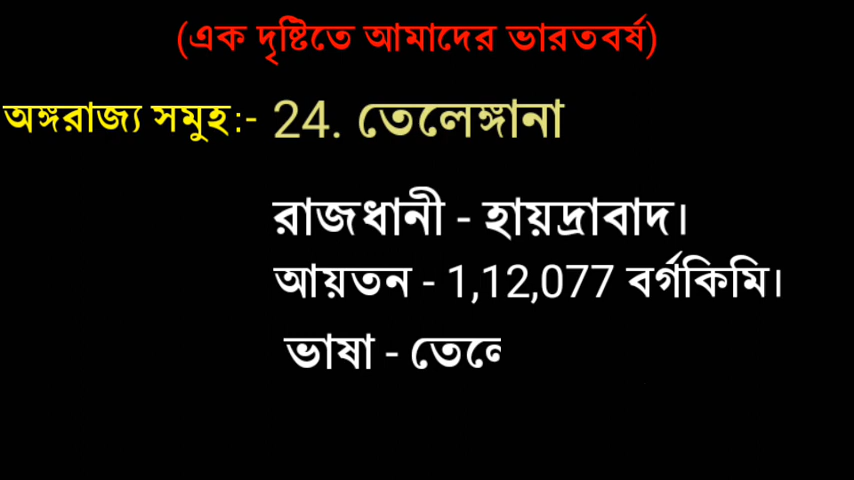 (এক দৃষ্টিতে আমাদের ভারতবর্ষ)
অঙ্গরাজ্য সমুহ:- 24. তেলেঙ্গানা
রাজধানী - হায়দ্রাবাদ।
আয়তন - 1,12,077 বর্গকিমি।
ভাষা -